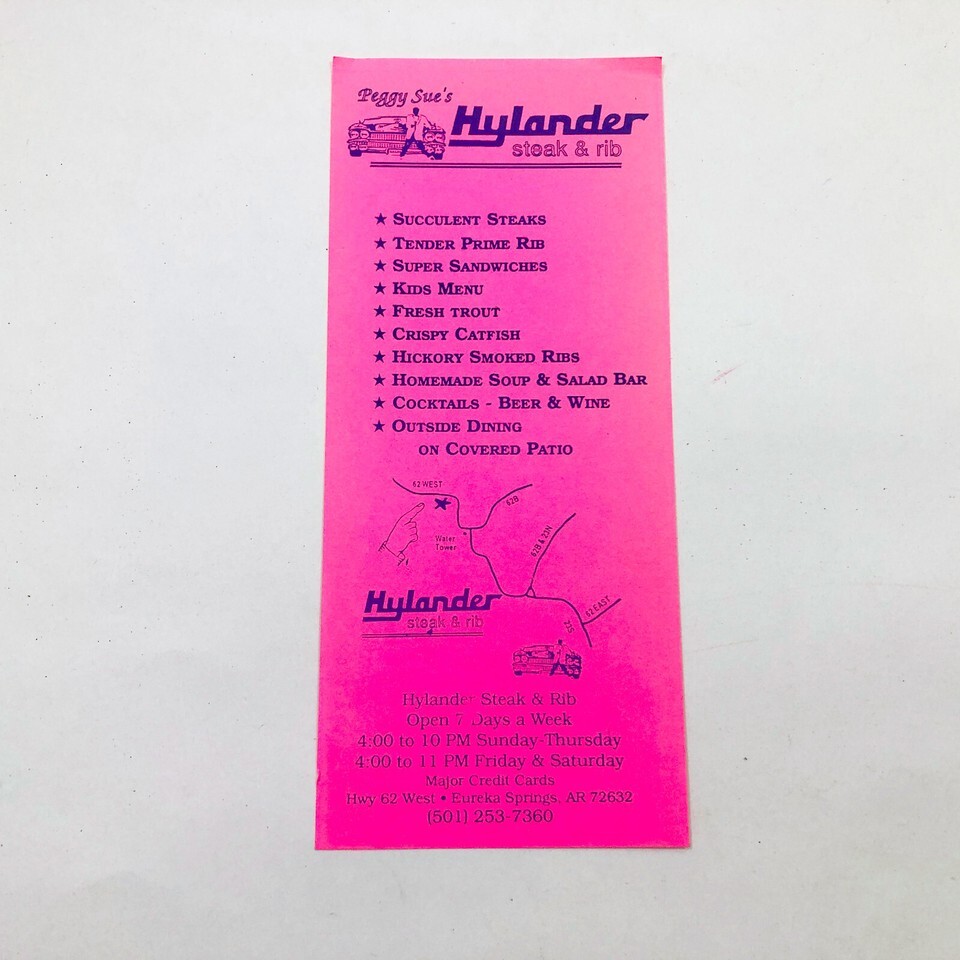 Peggy Sue's
Hylander
steak & rib
★ Succulent Steaks
★ Tender Prime Rib
★ Super Sandwiches
★ Kids Menu
★ Fresh trout
★ Crispy Catfish
★ Hickory Smoked Ribs
★ Homemade Soup & Salad Bar
★ Cocktails - Beer & Wine
★ Outside Dining
on Covered Patio
62 WEST
62B
Water
Tower
62B & 23N
62 EAST
23S
Hylander
steak & rib
Hylander Steak & Rib
Open 7 Days a Week
4:00 to 10 PM Sunday-Thursday
4:00 to 11 PM Friday & Saturday
Major Credit Cards
Hwy 62 West • Eureka Springs, AR 72632
(501) 253-7360